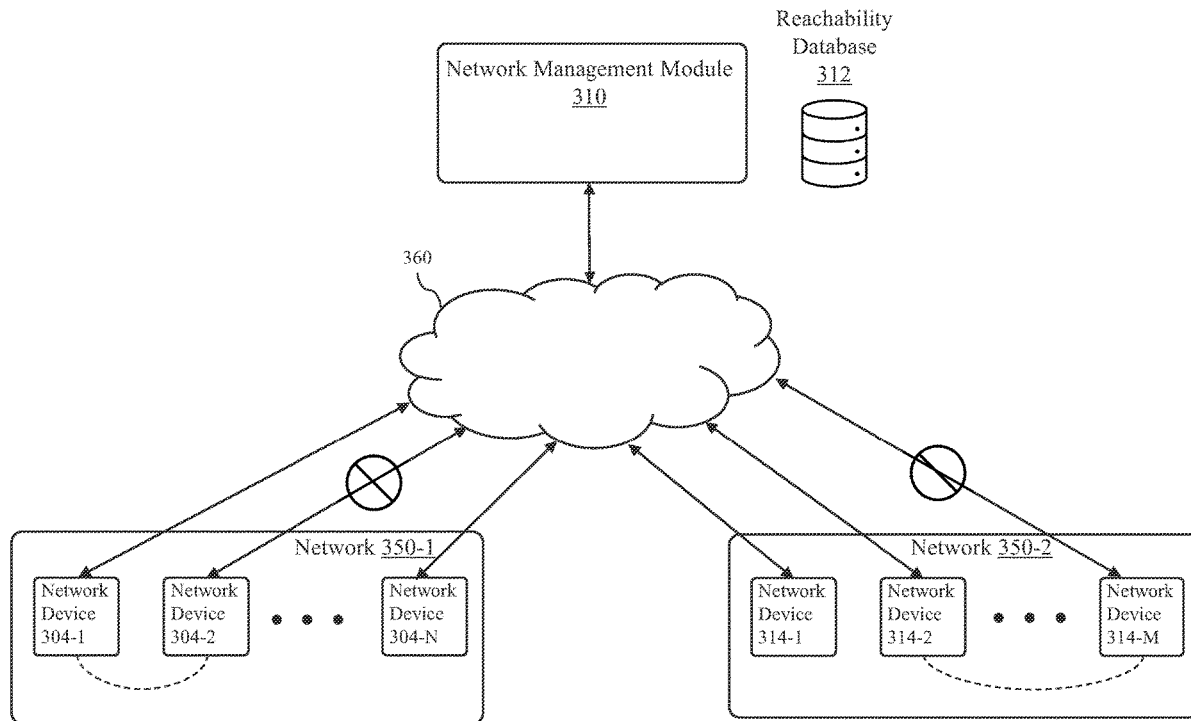 Reachability
Database
312
Network Management Module
310
360
Network 350-1
Network
Device
304-1
Network
Device
304-2
Network
Device
304-N
Network 350-2
Network
Device
314-1
Network
Device
314-2
Network
Device
314-M